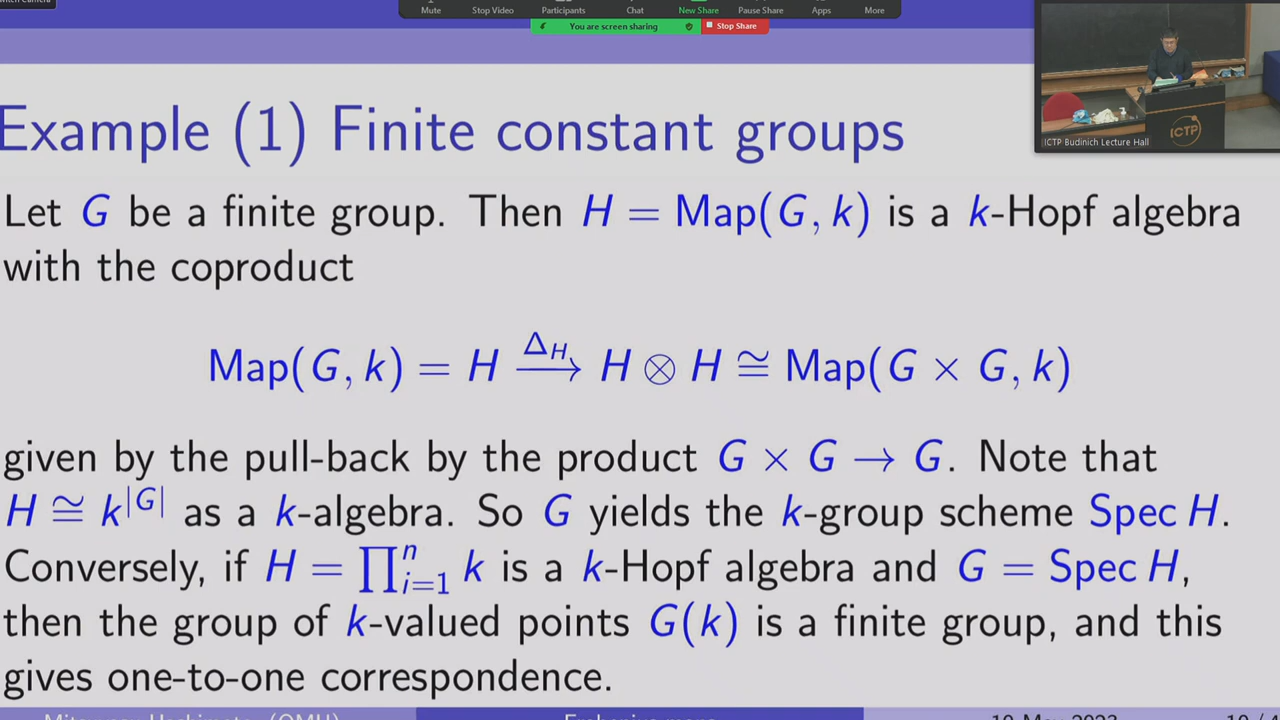 Mute Stop Video Participants Chat New Share Pause Share Apps More
You are screen sharing Stop Share
ICTP
ICTP Budinich Lecture Hall
Example (1) Finite constant groups
Let G be a finite group. Then H = Map(G, k) is a k-Hopf algebra
with the coproduct
Map(G, k) = H \xrightarrow{Δ_H} H ⊗ H ≅ Map(G × G, k)
given by the pull-back by the product G × G → G. Note that
H ≅ k^{|G|} as a k-algebra. So G yields the k-group scheme Spec H.
Conversely, if H = ∏_{i=1}^n k is a k-Hopf algebra and G = Spec H,
then the group of k-valued points G(k) is a finite group, and this
gives one-to-one correspondence.